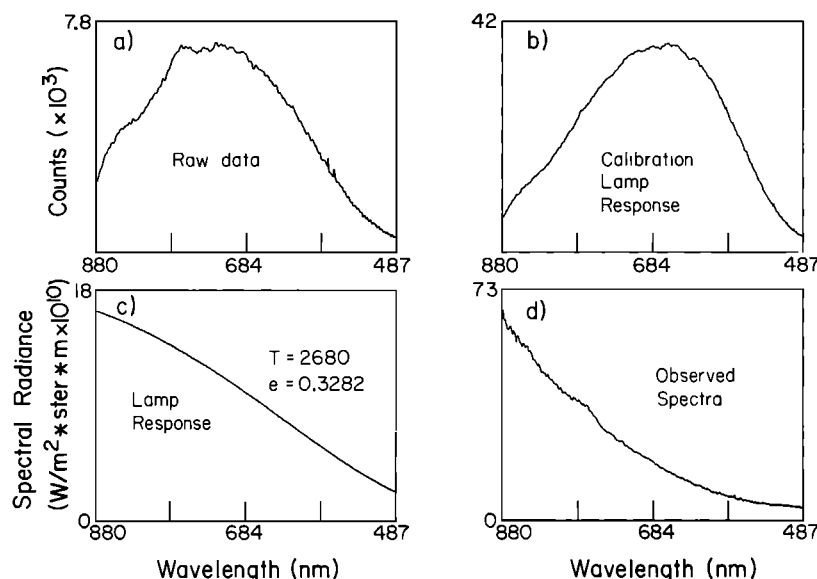 7.8
a)
Raw data
Counts (×10³)
880
684
487
42
b)
Calibration
Lamp
Response
880
684
487
18
c)
T = 2680
e = 0.3282
Lamp
Response
Spectral Radiance
(W/m²*ster*m×10¹⁰)
0
880
684
487
Wavelength (nm)
73
d)
Observed
Spectra
0
880
684
487
Wavelength (nm)